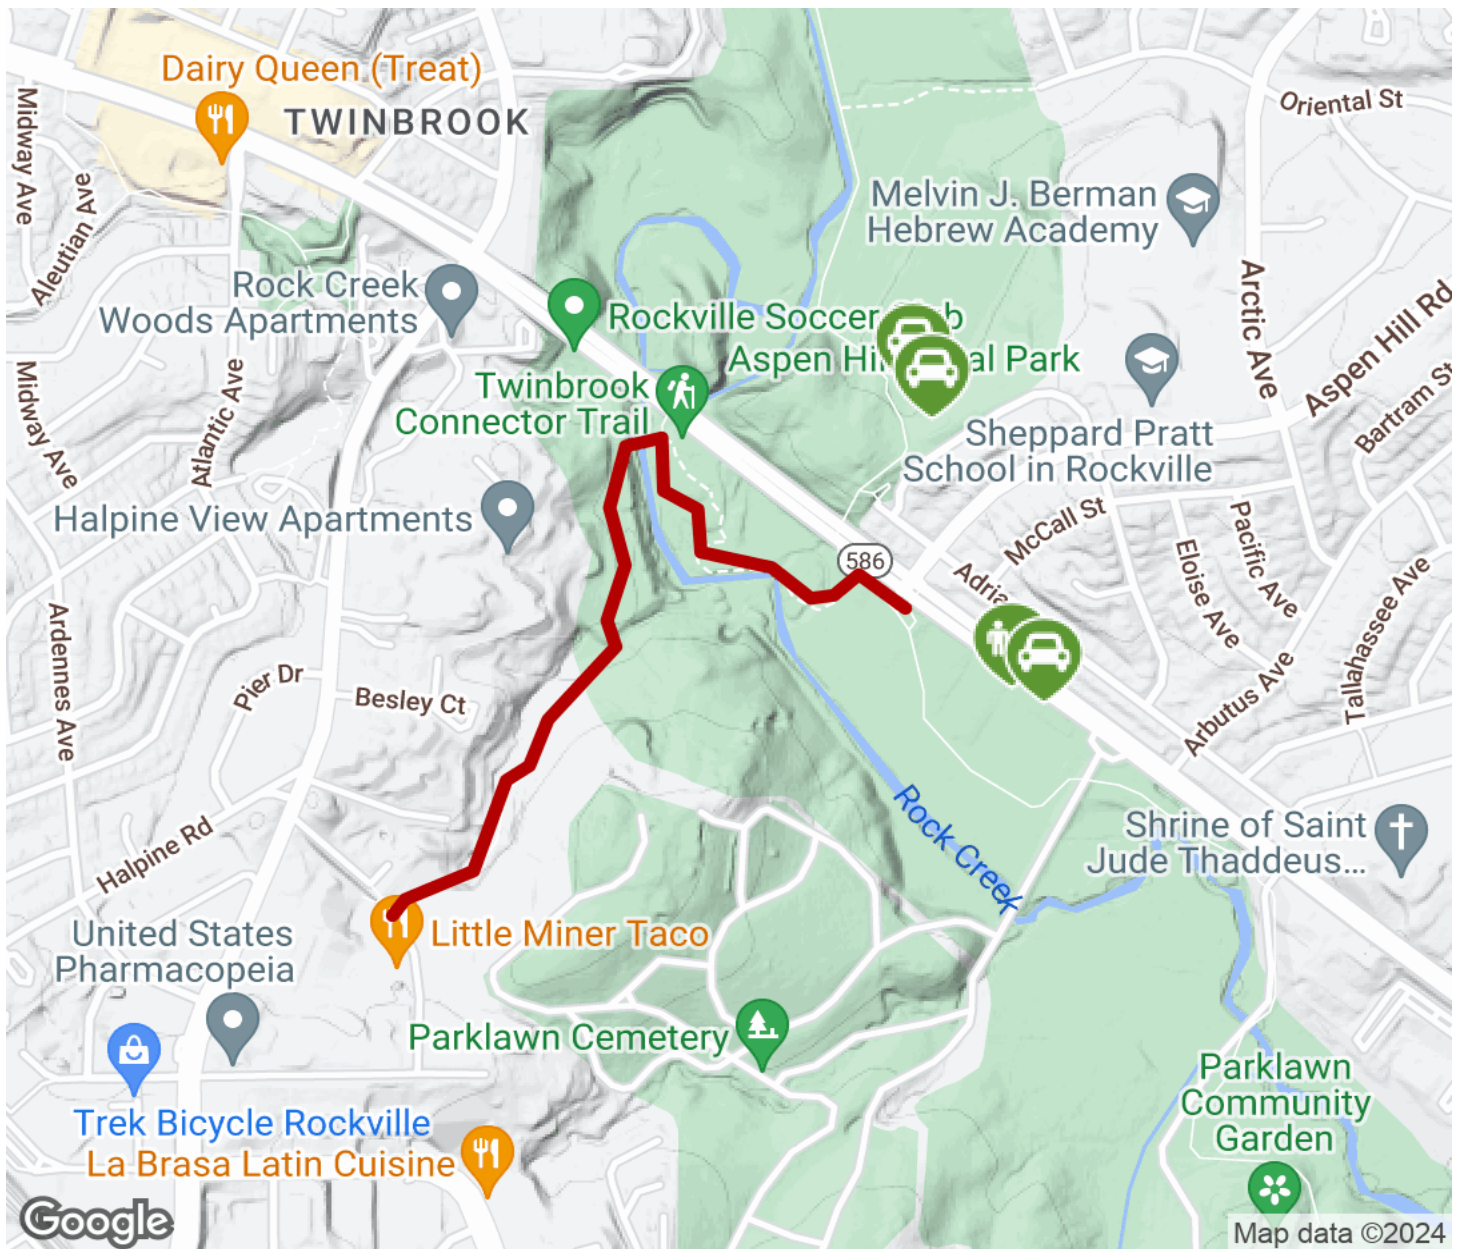 Dairy Queen (Treat)
TWINBROOK
Oriental St
Midway Ave
Aleutian Ave
Melvin J. Berman
Hebrew Academy
Arctic Ave
Aspen Hill Rd
Bartram St
Rock Creek
Woods Apartments
Rockville Soccer
Aspen
Park
Twinbrook
Connector Trail
Atlantic Ave
Midway Ave
Sheppard Pratt
School in Rockville
Halpine View Apartments
McCall St
Pacific Ave
Eloise Ave
586
Tallahassee Ave
Arbutus Ave
Ardennes Ave
Pier Dr
Besley Ct
Halpine Rd
Rock Creek
Shrine of Saint
Jude Thaddeus...
United States
Pharmacopeia
Little Miner Taco
Parklawn Cemetery
Parklawn
Community
Garden
Trek Bicycle Rockville
La Brasa Latin Cuisine
Google
Map data ©2024